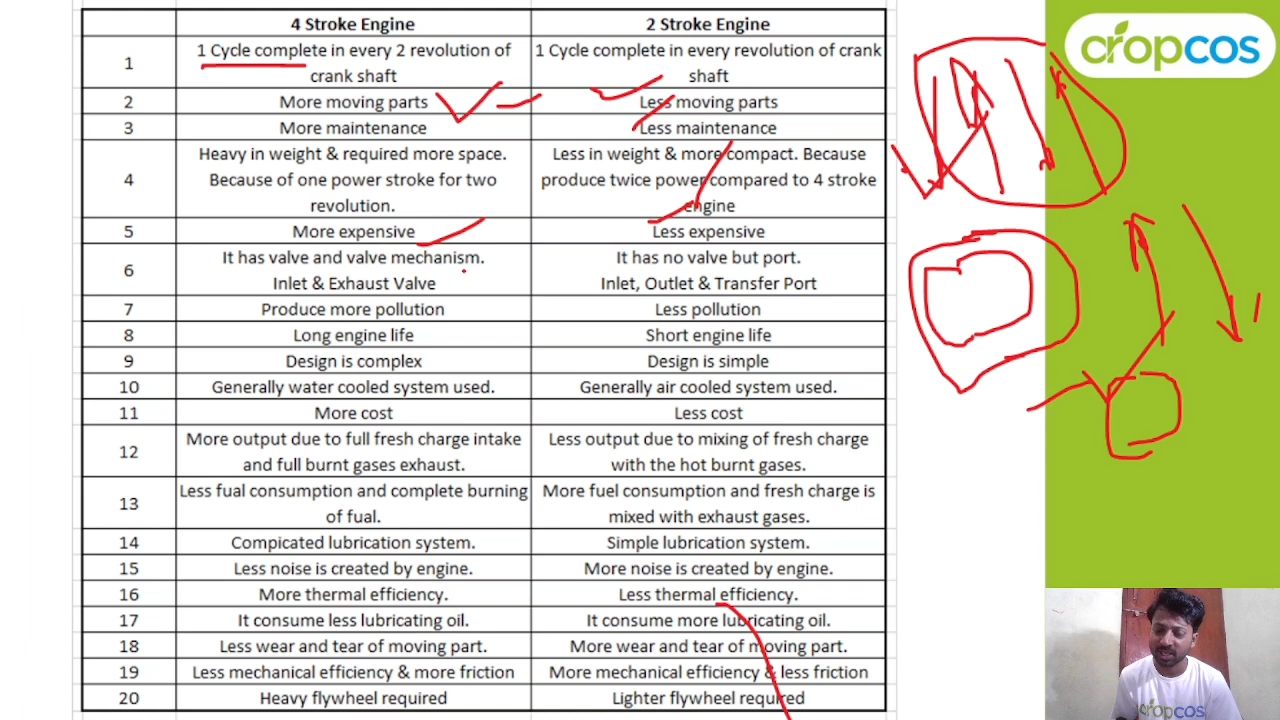 4 Stroke Engine 2 Stroke Engine
1 1 Cycle complete in every 2 revolution of crank shaft 1 Cycle complete in every revolution of crank shaft
2 More moving parts Less moving parts
3 More maintenance Less maintenance
4 Heavy in weight & required more space. Because of one power stroke for two revolution. Less in weight & more compact. Because produce twice power compared to 4 stroke engine
5 More expensive Less expensive
6 It has valve and valve mechanism. Inlet & Exhaust Valve It has no valve but port. Inlet, Outlet & Transfer Port
7 Produce more pollution Less pollution
8 Long engine life Short engine life
9 Design is complex Design is simple
10 Generally water cooled system used. Generally air cooled system used.
11 More cost Less cost
12 More output due to full fresh charge intake and full burnt gases exhaust. Less output due to mixing of fresh charge with the hot burnt gases.
13 Less fual consumption and complete burning of fual. More fuel consumption and fresh charge is mixed with exhaust gases.
14 Compicated lubrication system. Simple lubrication system.
15 Less noise is created by engine. More noise is created by engine.
16 More thermal efficiency. Less thermal efficiency.
17 It consume less lubricating oil. It consume more lubricating oil.
18 Less wear and tear of moving part. More wear and tear of moving part.
19 Less mechanical efficiency & more friction More mechanical efficiency & less friction
20 Heavy flywheel required Lighter flywheel required
cropcos
cropcos